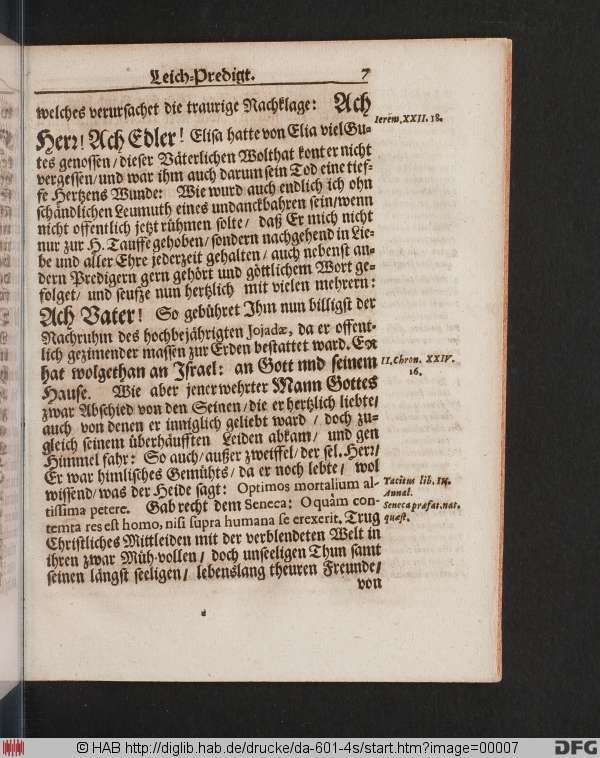 Leich-Predigt. 7
welches verursachet die traurige Nachklage: Ach
Ierem. XXII. 18.
Herr! Ach Edler! Elisa hatte von Elia viel Gu-
tes genossen/ dieser Väterlichen Wolthat kont er nicht
vergessen/ und war ihm auch darum sein Tod eine tief-
fe Hertzens Wunde: Wie wurd auch endlich ich ohn
schändlichen Leumuth eines undanckbahren sein/ wenn
nicht offentlich jetzt rühmen solte/ daß Er mich nicht
nur zur H. Tauffe gehoben/ sondern nachgehend in Lie-
be und aller Ehre jederzeit gehalten/ auch nebenst an-
dern Predigern gern gehört und göttlichem Wort ge-
folget/ und seufze nun hertzlich mit vielen mehrern:
Ach Vater! So gebühret Ihm nun billigst der
Nachruhm des hochbejährigten Jojadæ, da er offent-
lich gezimender massen zur Erden bestattet ward. Er
hat wolgethan an Israel: an Gott und seinem
II. Chron. XXIV.
16.
Hause. Wie aber jener wehrter Mann Gottes
zwar Abschied von den Seinen/ die er hertzlich liebte/
auch von denen er inniglich geliebt ward/ doch zu-
gleich seinem überhäufften Leiden abkam/ und gen
Himmel fahr: So auch/ außer zweiffel/ der sel. Herr/
Er war himlisches Gemühts/ da er noch lebte/ wol
wissend/ was der Heide sagt: Optimos mortalium al-
Tacitus lib. IV.
Annal.
tissima petere. Gab recht dem Seneca: O quàm con-
Seneca præfat. nat.
quæst.
temta res est homo, nisi supra humana se erexerit. Trug
Christliches Mittleiden mit der verblendeten Welt in
ihren zwar Müh-vollen/ doch unseeligen Thun samt
seinen längst seeligen/ lebenslang theuren Freunde/
von
© HAB http://diglib.hab.de/drucke/da-601-4s/start.htm?image=00007
DFG